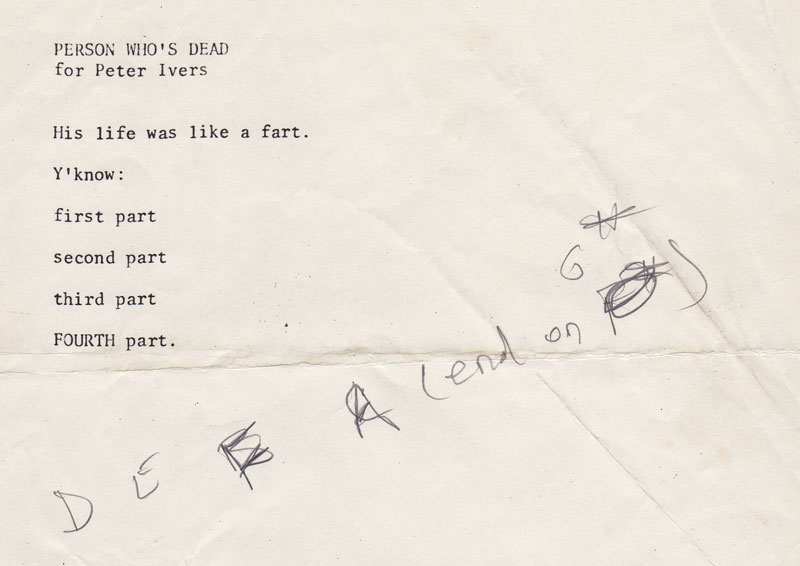 PERSON WHO'S DEAD
for Peter Ivers
His life was like a fart.
Y'know:
first part
second part
third part
FOURTH part.
G#
D E A (end on )